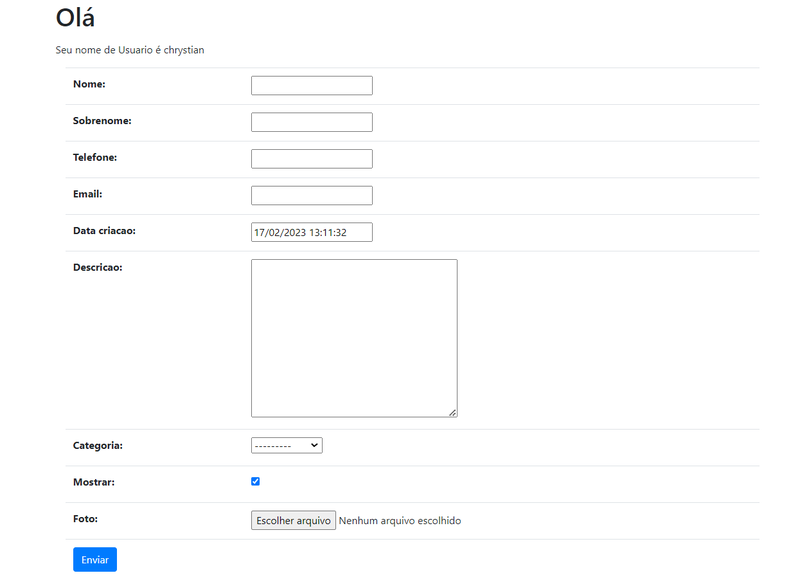 Olá
Seu nome de Usuario é chrystian
Nome:
Sobrenome:
Telefone:
Email:
Data criacao: 17/02/2023 13:11:32
Descricao:
Categoria: ---------
Mostrar:
Foto: Escolher arquivo Nenhum arquivo escolhido
Enviar